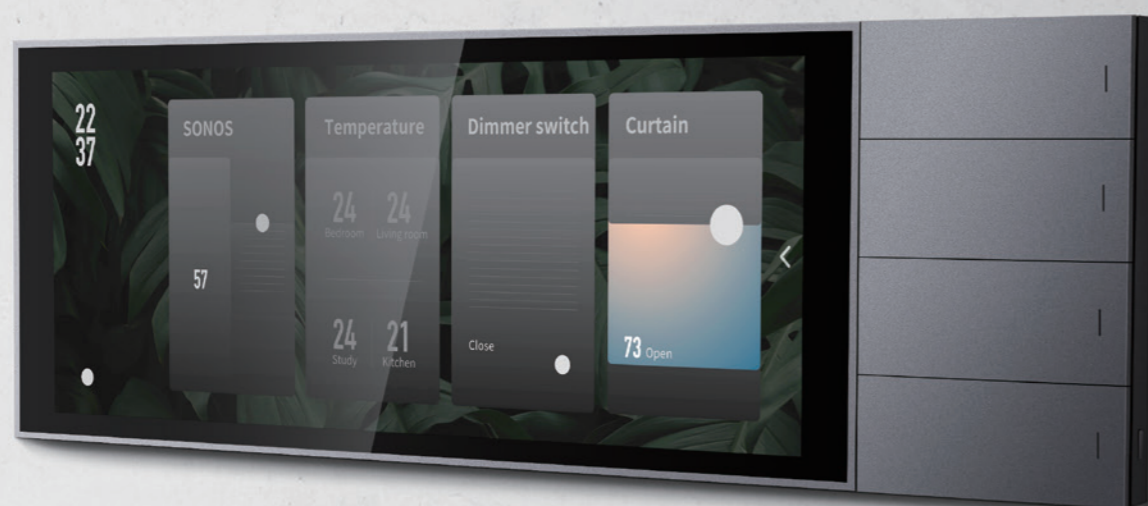 22
37
SONOS
57
Temperature
24 24
Bedroom Living room
24 21
Study Kitchen
Dimmer switch
Close
Curtain
73 Open